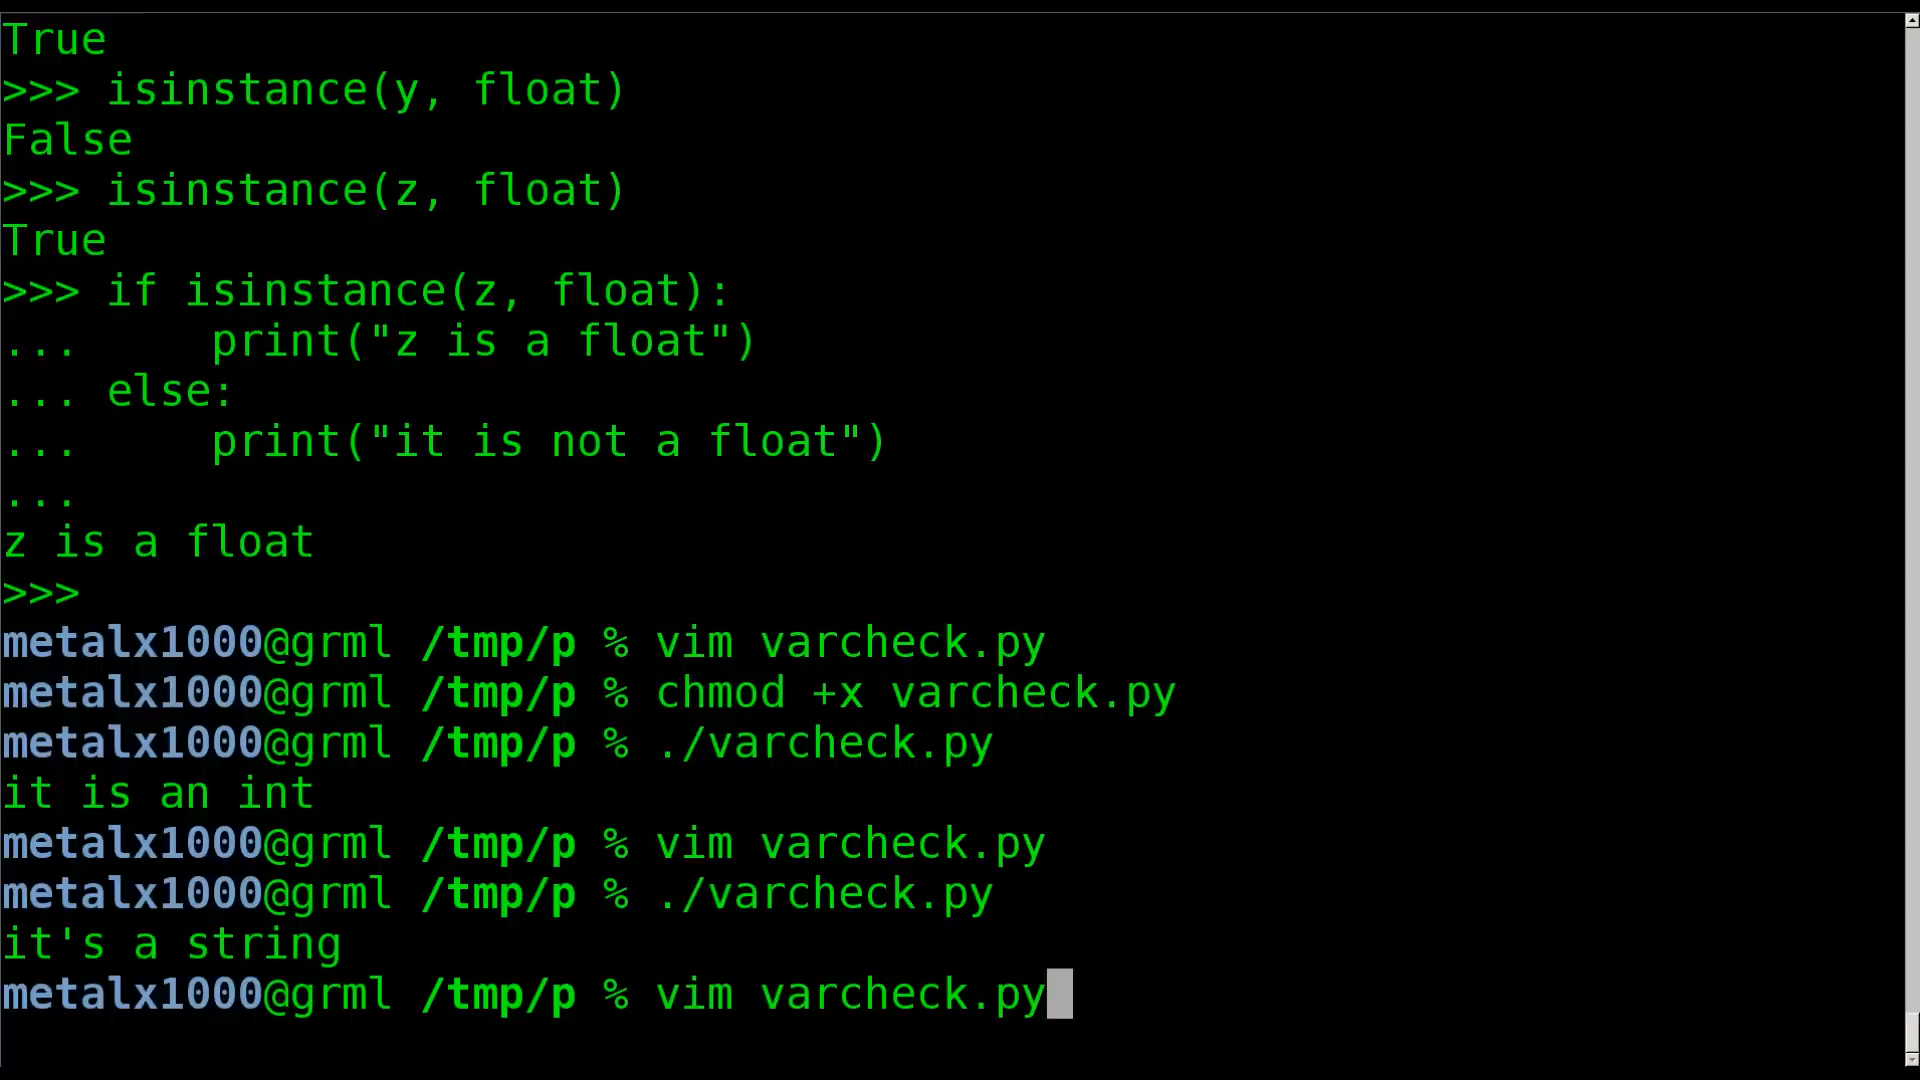 True
>>> isinstance(y, float)
False
>>> isinstance(z, float)
True
>>> if isinstance(z, float):
...     print("z is a float")
... else:
...     print("it is not a float")
...
z is a float
>>>
metalx1000@grml /tmp/p % vim varcheck.py
metalx1000@grml /tmp/p % chmod +x varcheck.py
metalx1000@grml /tmp/p % ./varcheck.py
it is an int
metalx1000@grml /tmp/p % vim varcheck.py
metalx1000@grml /tmp/p % ./varcheck.py
it's a string
metalx1000@grml /tmp/p % vim varcheck.py